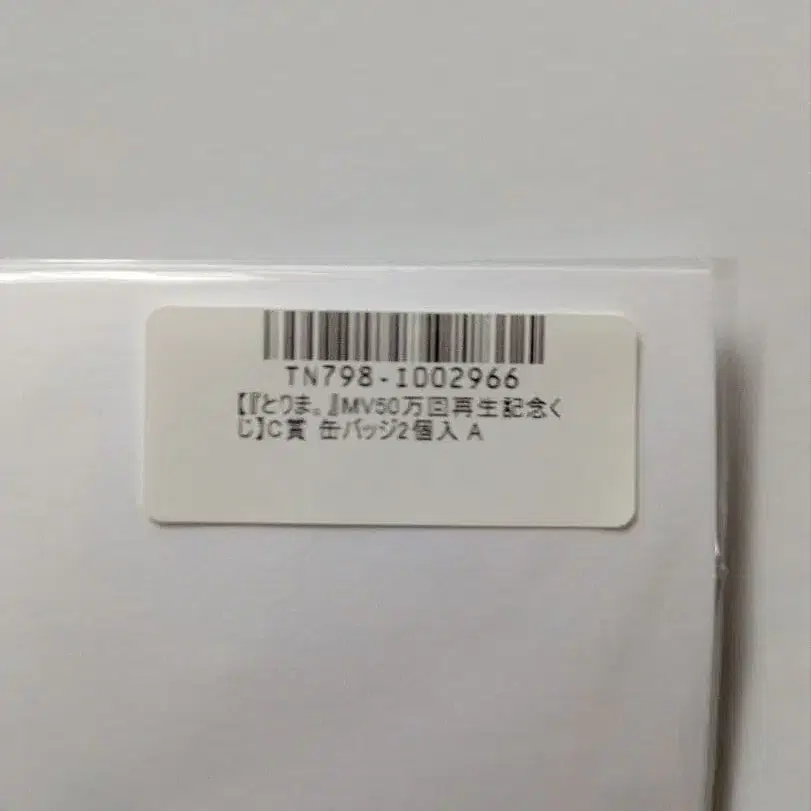 TN798-1002966
【『とりま。』MV50万回再生記念く
じ】C賞 缶バッジ2個入 A